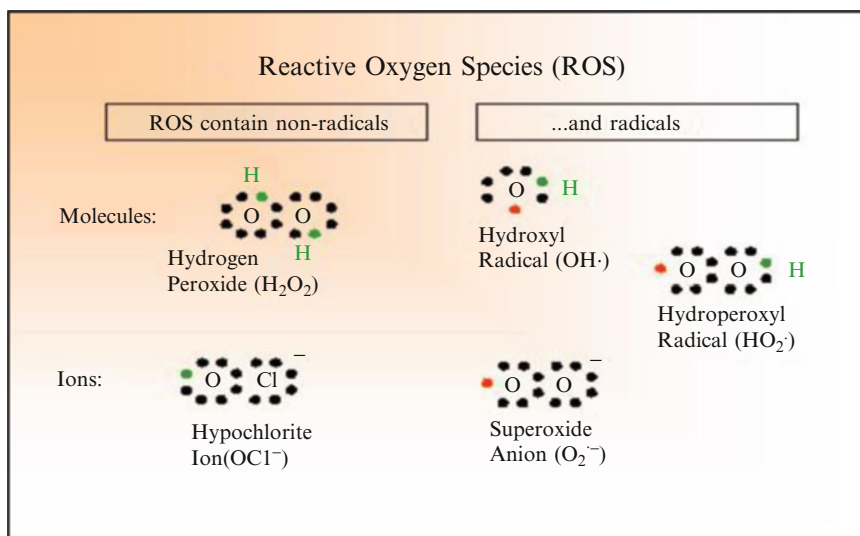 Reactive Oxygen Species (ROS)
ROS contain non-radicals
...and radicals
Molecules:
H
O O
H
Hydrogen
Peroxide (H₂O₂)
O H
Hydroxyl
Radical (OH·)
O O H
Hydroperoxyl
Radical (HO₂·)
Ions:
O Cl –
Hypochlorite
Ion(OC1⁻)
O O –
Superoxide
Anion (O₂·⁻)